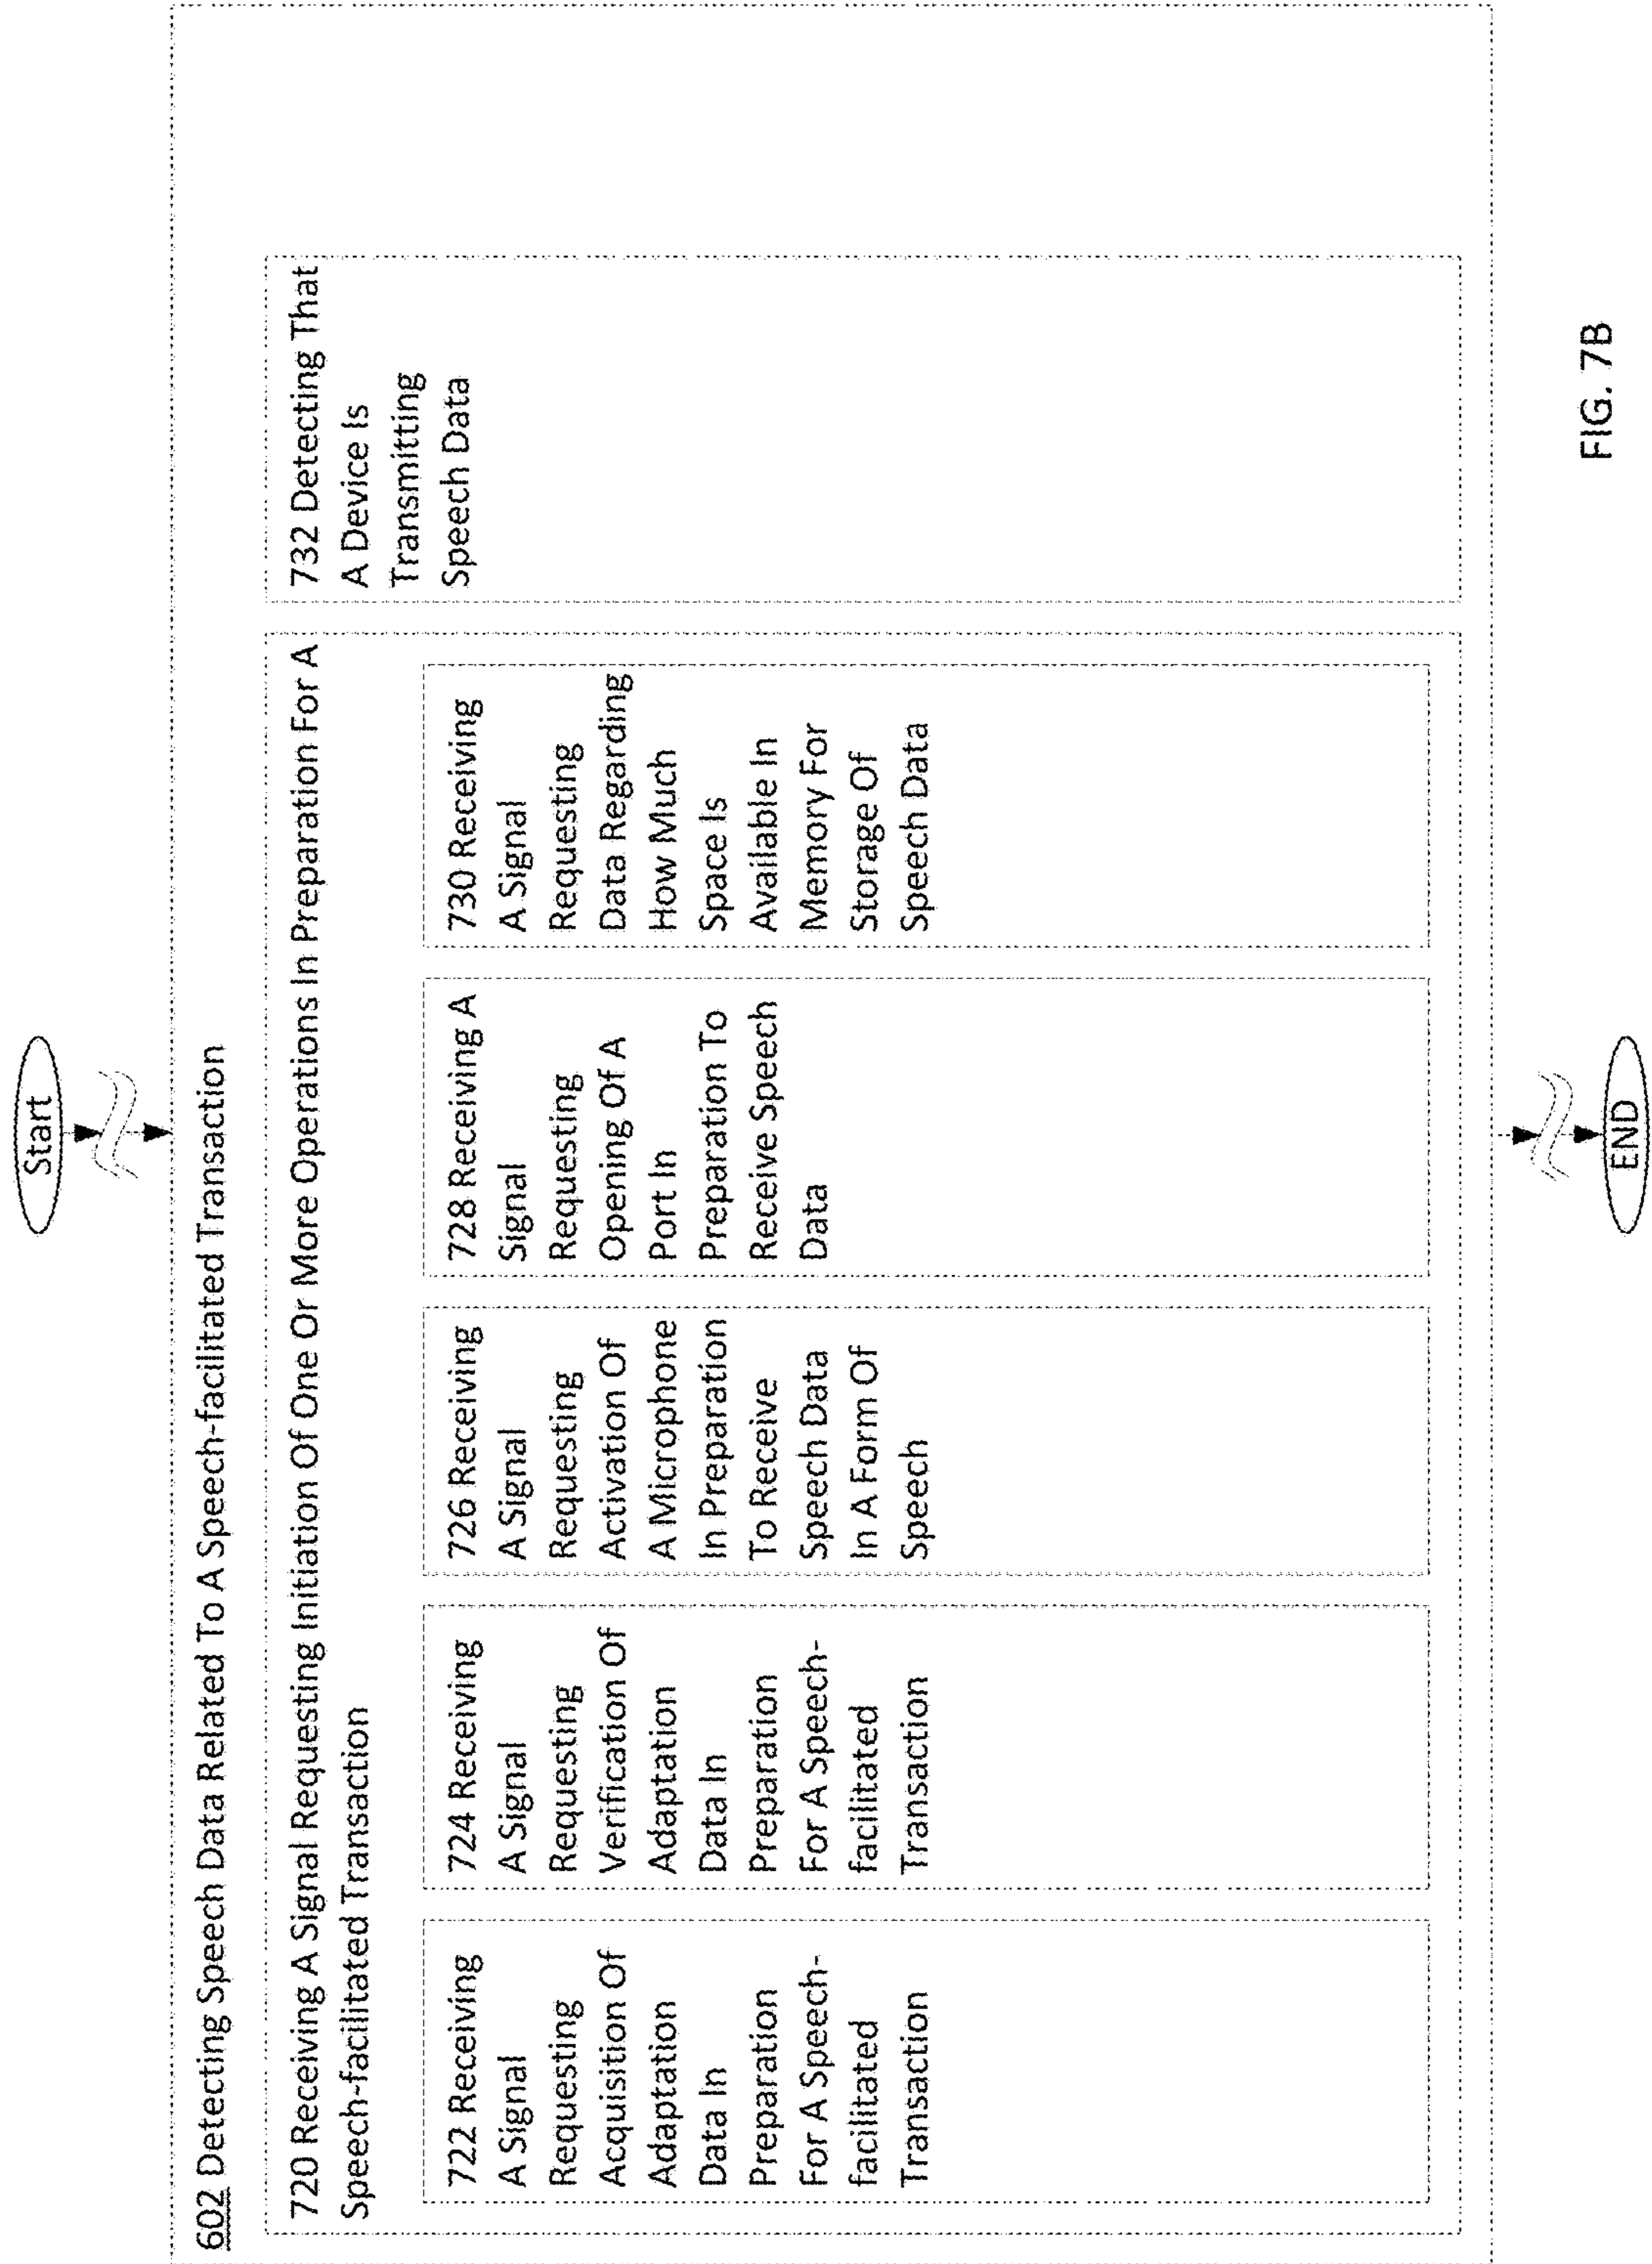 Start
602 Detecting Speech Data Related To A Speech-facilitated Transaction
720 Receiving A Signal Requesting Initiation Of One Or More Operations In Preparation For A
Speech-facilitated Transaction
722 Receiving
A Signal
Requesting
Acquisition Of
Adaptation
Data In
Preparation
For A Speech-
facilitated
Transaction
724 Receiving
A Signal
Requesting
Verification Of
Adaptation
Data In
Preparation
For A Speech-
facilitated
Transaction
726 Receiving
A Signal
Requesting
Activation Of
A Microphone
In Preparation
To Receive
Speech Data
In A Form Of
Speech
728 Receiving A
Signal
Requesting
Opening Of A
Port In
Preparation To
Receive Speech
Data
730 Receiving
A Signal
Requesting
Data Regarding
How Much
Space Is
Available In
Memory For
Storage Of
Speech Data
732 Detecting That
A Device Is
Transmitting
Speech Data
END
FIG. 7B